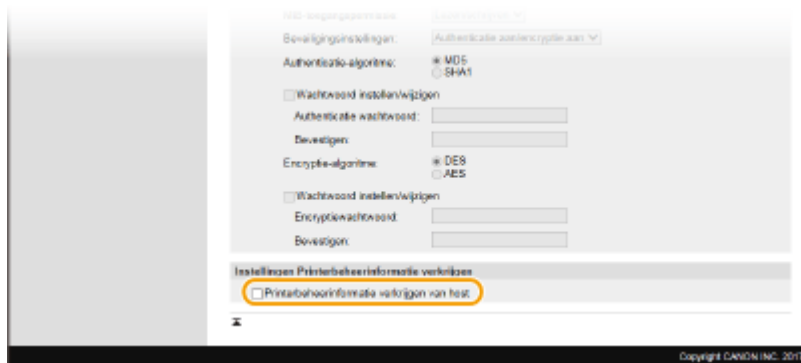 Beveiligingsinstellingen: Authenticatie aan/encryptie aan
Authenticatie-algoritme: MD5
SHA1
Wachtwoord instellen/wijzigen
Authenticatie wachtwoord:
Bevestigen:
Encryptie-algoritme: DES
AES
Wachtwoord instellen/wijzigen
Encryptiewachtwoord:
Bevestigen:
Instellingen Printerbeheerinformatie verkrijgen
Printerbeheerinformatie verkrijgen van host
Copyright CANON INC.